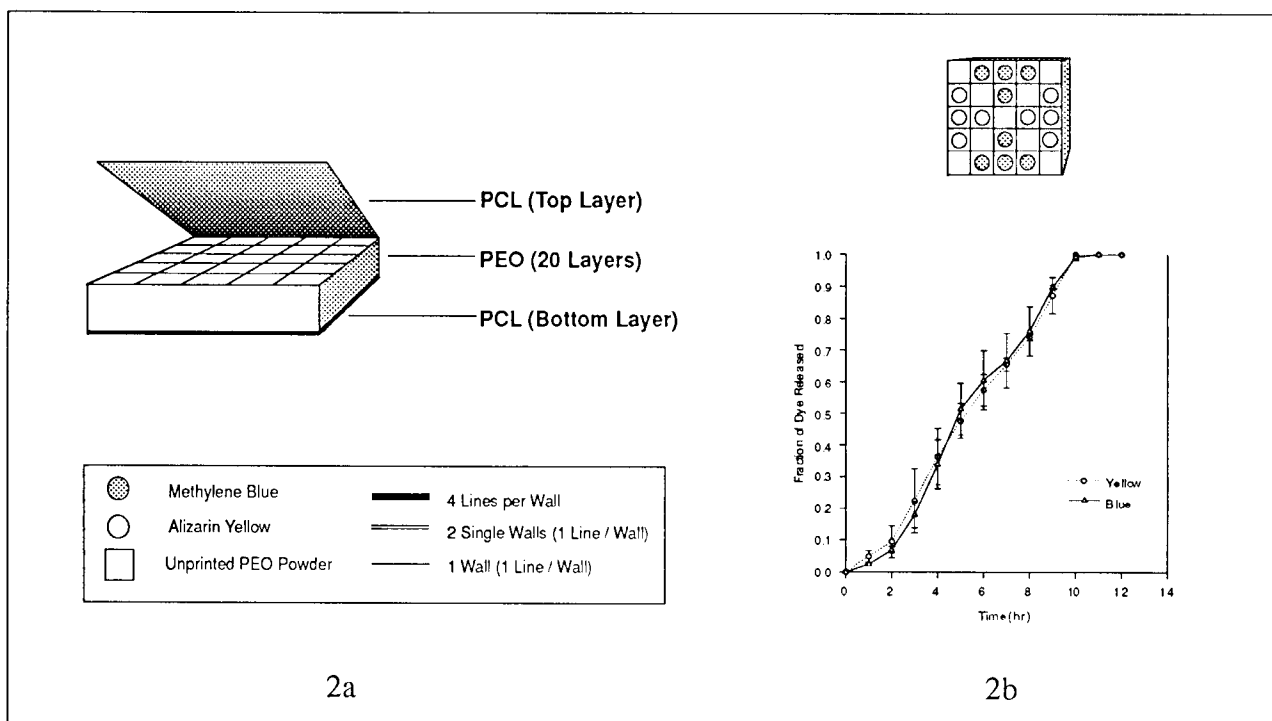 PCL (Top Layer)
PEO (20 Layers)
PCL (Bottom Layer)
Methylene Blue
Alizarin Yellow
Unprinted PEO Powder
4 Lines per Wall
2 Single Walls (1 Line / Wall)
1 Wall (1 Line / Wall)
2a
Fraction of Dye Released
1.0
0.9
0.8
0.7
0.6
0.5
0.4
0.3
0.2
0.1
0.0
Yellow
Blue
0 2 4 6 8 10 12 14
Time (hr)
2b